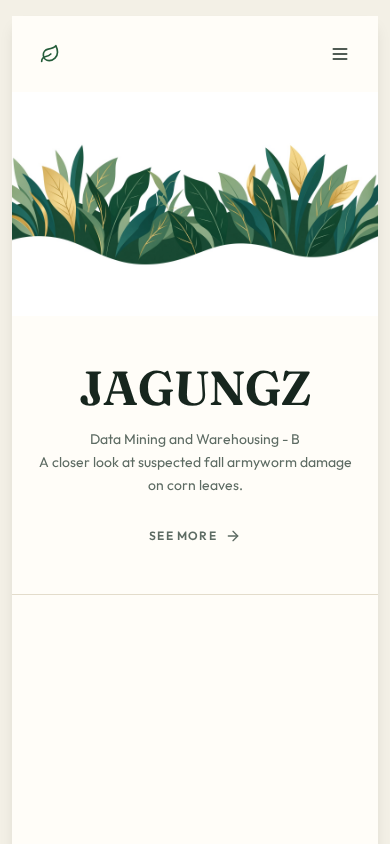 JAGUNGZ
Data Mining and Warehousing - B
A closer look at suspected fall armyworm damage
on corn leaves.
SEE MORE